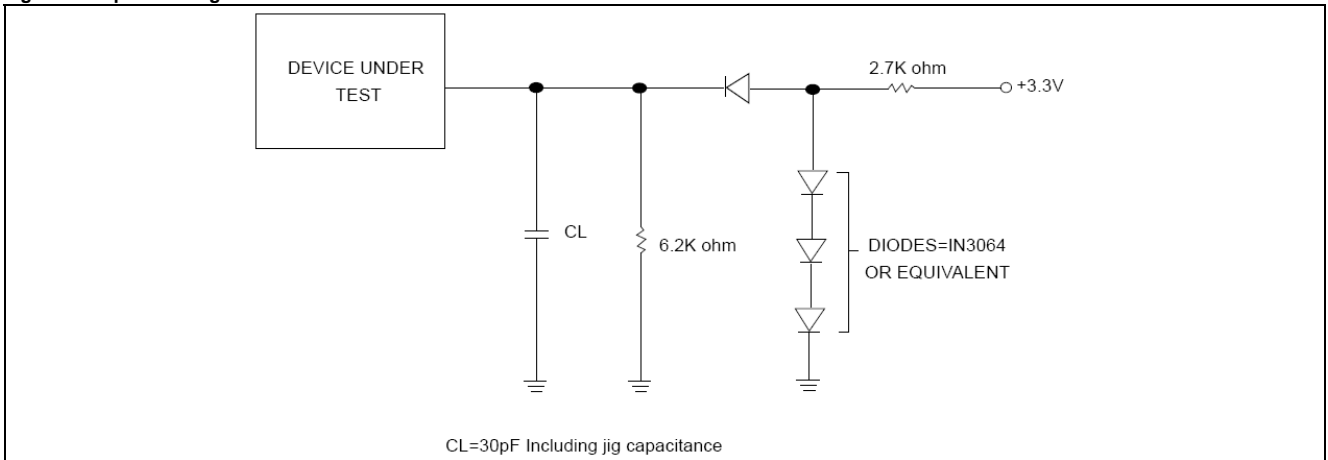 DEVICE UNDER
TEST
2.7K ohm
+3.3V
CL
6.2K ohm
DIODES=IN3064
OR EQUIVALENT
CL=30pF Including jig capacitance